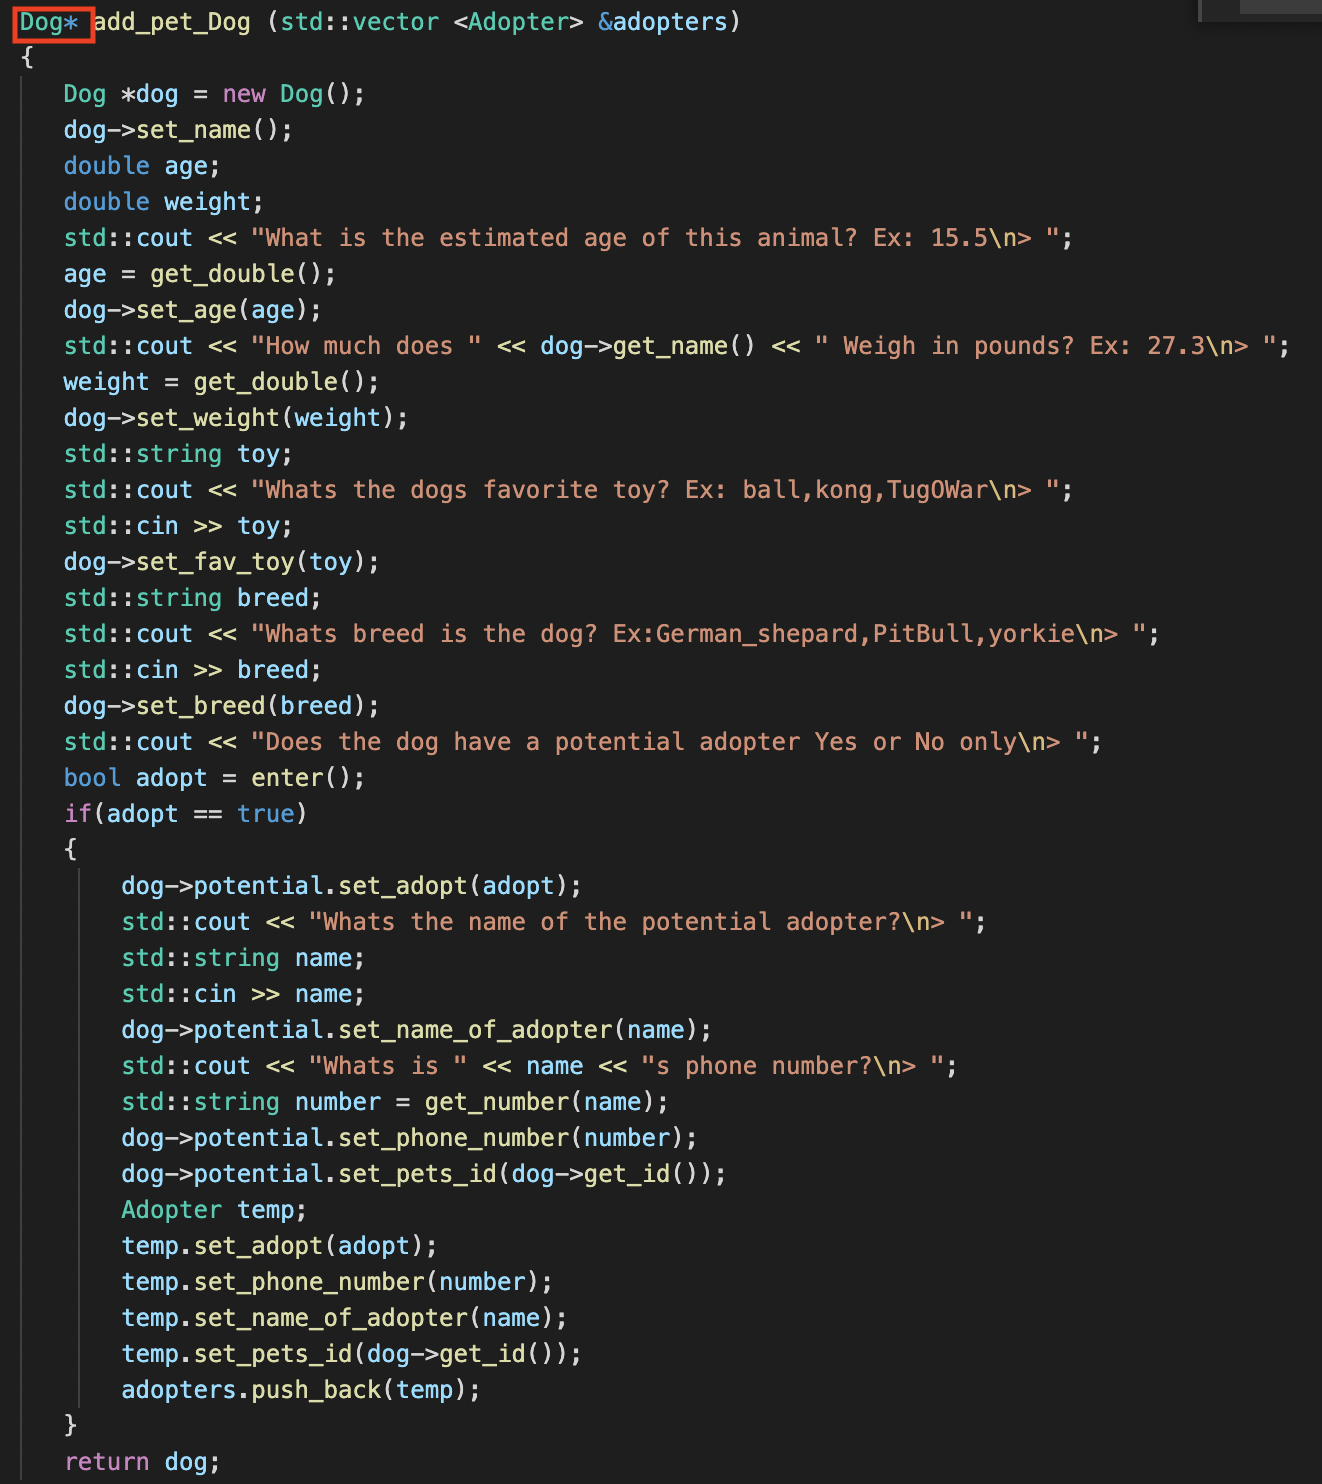 Dog* add_pet_Dog (std::vector <Adopter> &adopters)
{
    Dog *dog = new Dog();
    dog->set_name();
    double age;
    double weight;
    std::cout << "What is the estimated age of this animal? Ex: 15.5\n> ";
    age = get_double();
    dog->set_age(age);
    std::cout << "How much does " << dog->get_name() << " Weigh in pounds? Ex: 27.3\n> ";
    weight = get_double();
    dog->set_weight(weight);
    std::string toy;
    std::cout << "Whats the dogs favorite toy? Ex: ball,kong,TugOWar\n> ";
    std::cin >> toy;
    dog->set_fav_toy(toy);
    std::string breed;
    std::cout << "Whats breed is the dog? Ex:German_shepard,PitBull,yorkie\n> ";
    std::cin >> breed;
    dog->set_breed(breed);
    std::cout << "Does the dog have a potential adopter Yes or No only\n> ";
    bool adopt = enter();
    if(adopt == true)
    {
        dog->potential.set_adopt(adopt);
        std::cout << "Whats the name of the potential adopter?\n> ";
        std::string name;
        std::cin >> name;
        dog->potential.set_name_of_adopter(name);
        std::cout << "Whats is " << name << "s phone number?\n> ";
        std::string number = get_number(name);
        dog->potential.set_phone_number(number);
        dog->potential.set_pets_id(dog->get_id());
        Adopter temp;
        temp.set_adopt(adopt);
        temp.set_phone_number(number);
        temp.set_name_of_adopter(name);
        temp.set_pets_id(dog->get_id());
        adopters.push_back(temp);
    }
    return dog;